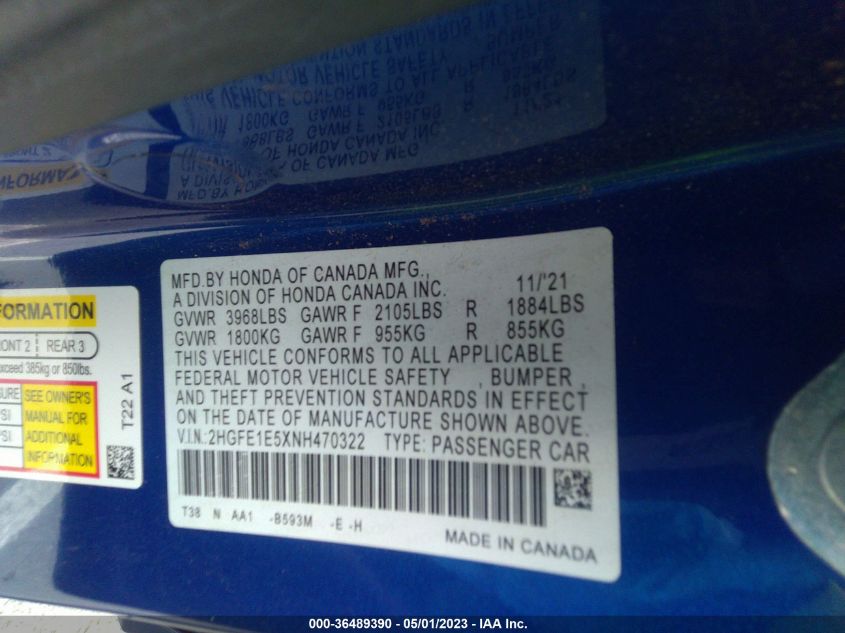 MFD.BY HONDA OF CANADA MFG., 11/'21
A DIVISION OF HONDA CANADA INC.
GVWR 3968LBS GAWR F 2105LBS R 1884LBS
GVWR 1800KG GAWR F 955KG R 855KG
THIS VEHICLE CONFORMS TO ALL APPLICABLE
FEDERAL MOTOR VEHICLE SAFETY , BUMPER ,
AND THEFT PREVENTION STANDARDS IN EFFECT
ON THE DATE OF MANUFACTURE SHOWN ABOVE.
V.I.N.:2HGFE1E5XNH470322 TYPE: PASSENGER CAR
T38 N AA1 -B593M -E -H
MADE IN CANADA
FORMATION
ONT 2 REAR 3
exceed 385kg or 850lbs.
SURE SEE OWNER'S
PSI MANUAL FOR
PSI ADDITIONAL
INFORMATION
T22 A1
000-36489390 - 05/01/2023 - IAA Inc.